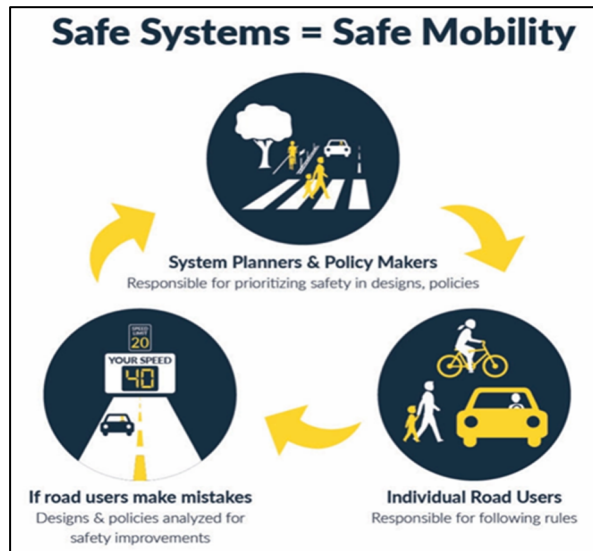 Safe Systems = Safe Mobility
System Planners & Policy Makers
Responsible for prioritizing safety in designs, policies
SPEED
LIMIT
20
YOUR SPEED
40
If road users make mistakes
Designs & policies analyzed for
safety improvements
Individual Road Users
Responsible for following rules